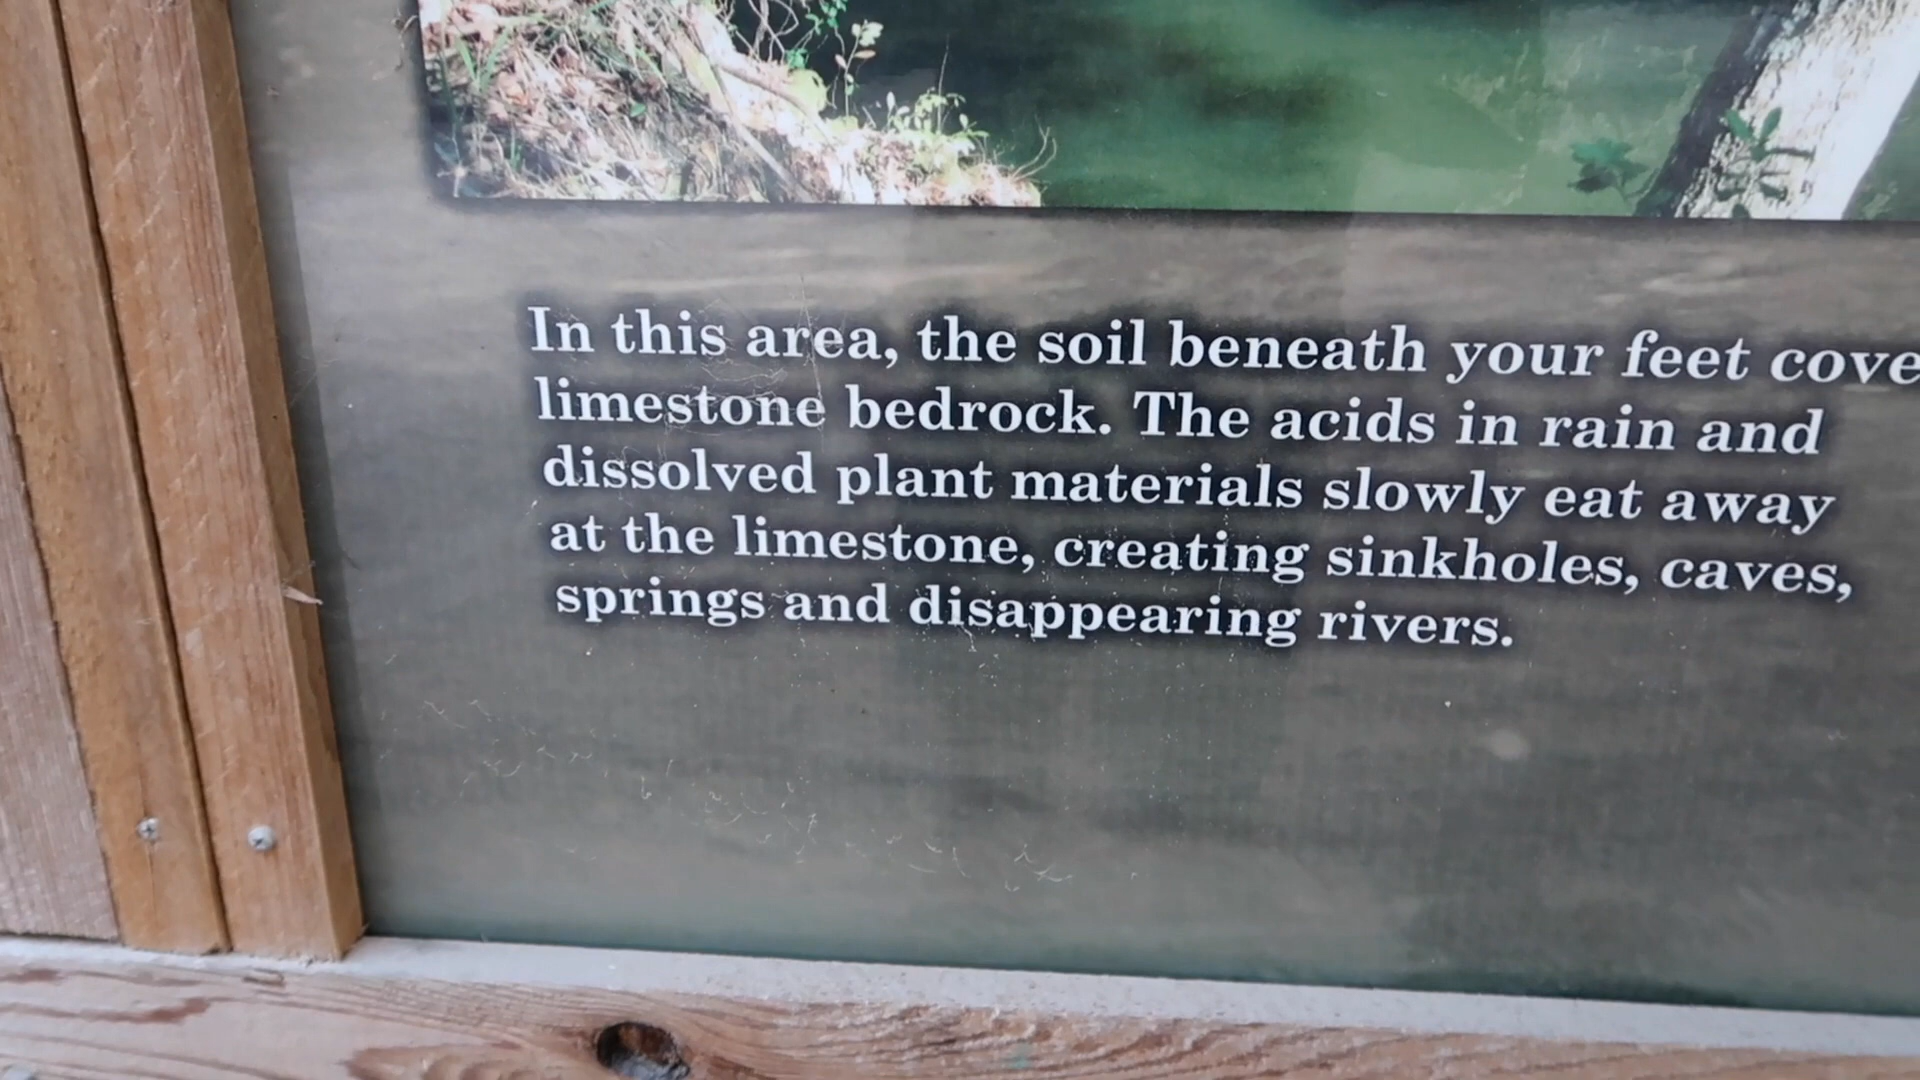 In this area, the soil beneath your feet cove
limestone bedrock. The acids in rain and
dissolved plant materials slowly eat away
at the limestone, creating sinkholes, caves,
springs and disappearing rivers.